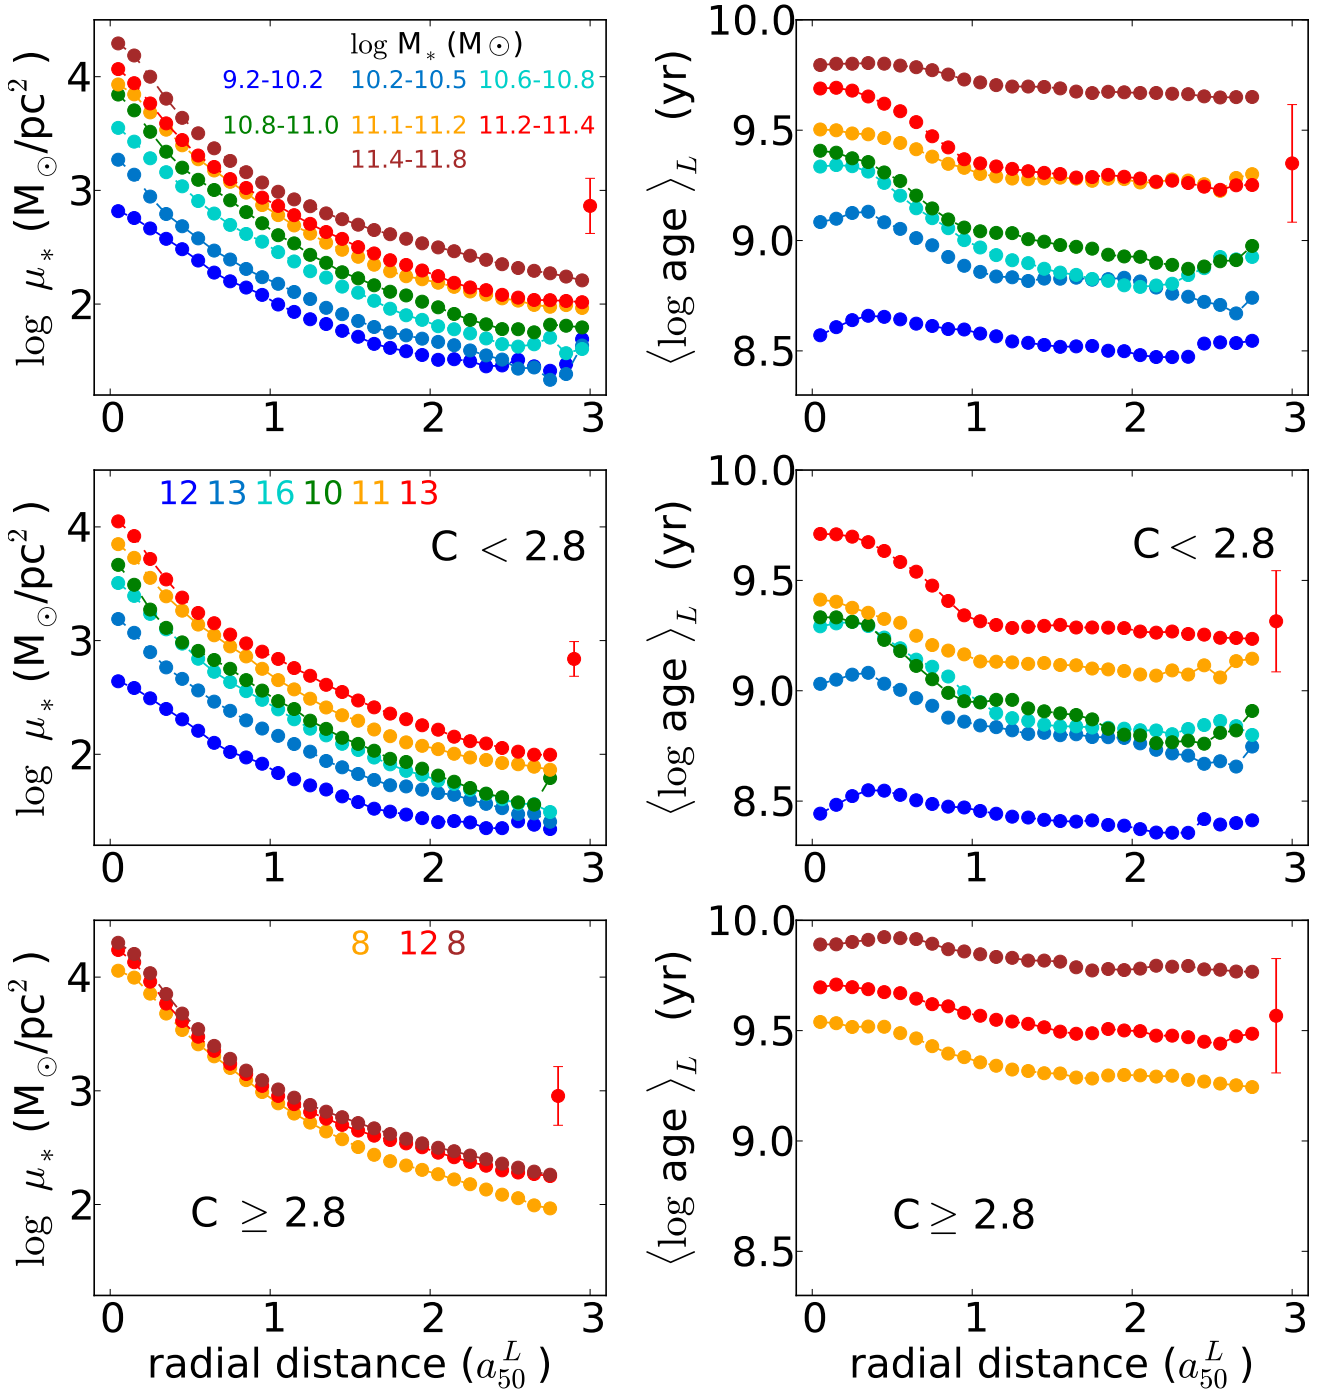 log M* (M⊙)
9.2-10.2 10.2-10.5 10.6-10.8
10.8-11.0 11.1-11.2 11.2-11.4
11.4-11.8
log μ* (M⊙/pc²)
4
3
2
0 1 2 3
⟨log age⟩L (yr)
10.0
9.5
9.0
8.5
0 1 2 3
12 13 16 10 11 13
C < 2.8
log μ* (M⊙/pc²)
4
3
2
0 1 2 3
C < 2.8
⟨log age⟩L (yr)
10.0
9.5
9.0
8.5
0 1 2 3
8 12 8
C ≥ 2.8
log μ* (M⊙/pc²)
4
3
2
0 1 2 3
radial distance (a₅₀ᴸ)
C ≥ 2.8
⟨log age⟩L (yr)
10.0
9.5
9.0
8.5
0 1 2 3
radial distance (a₅₀ᴸ)